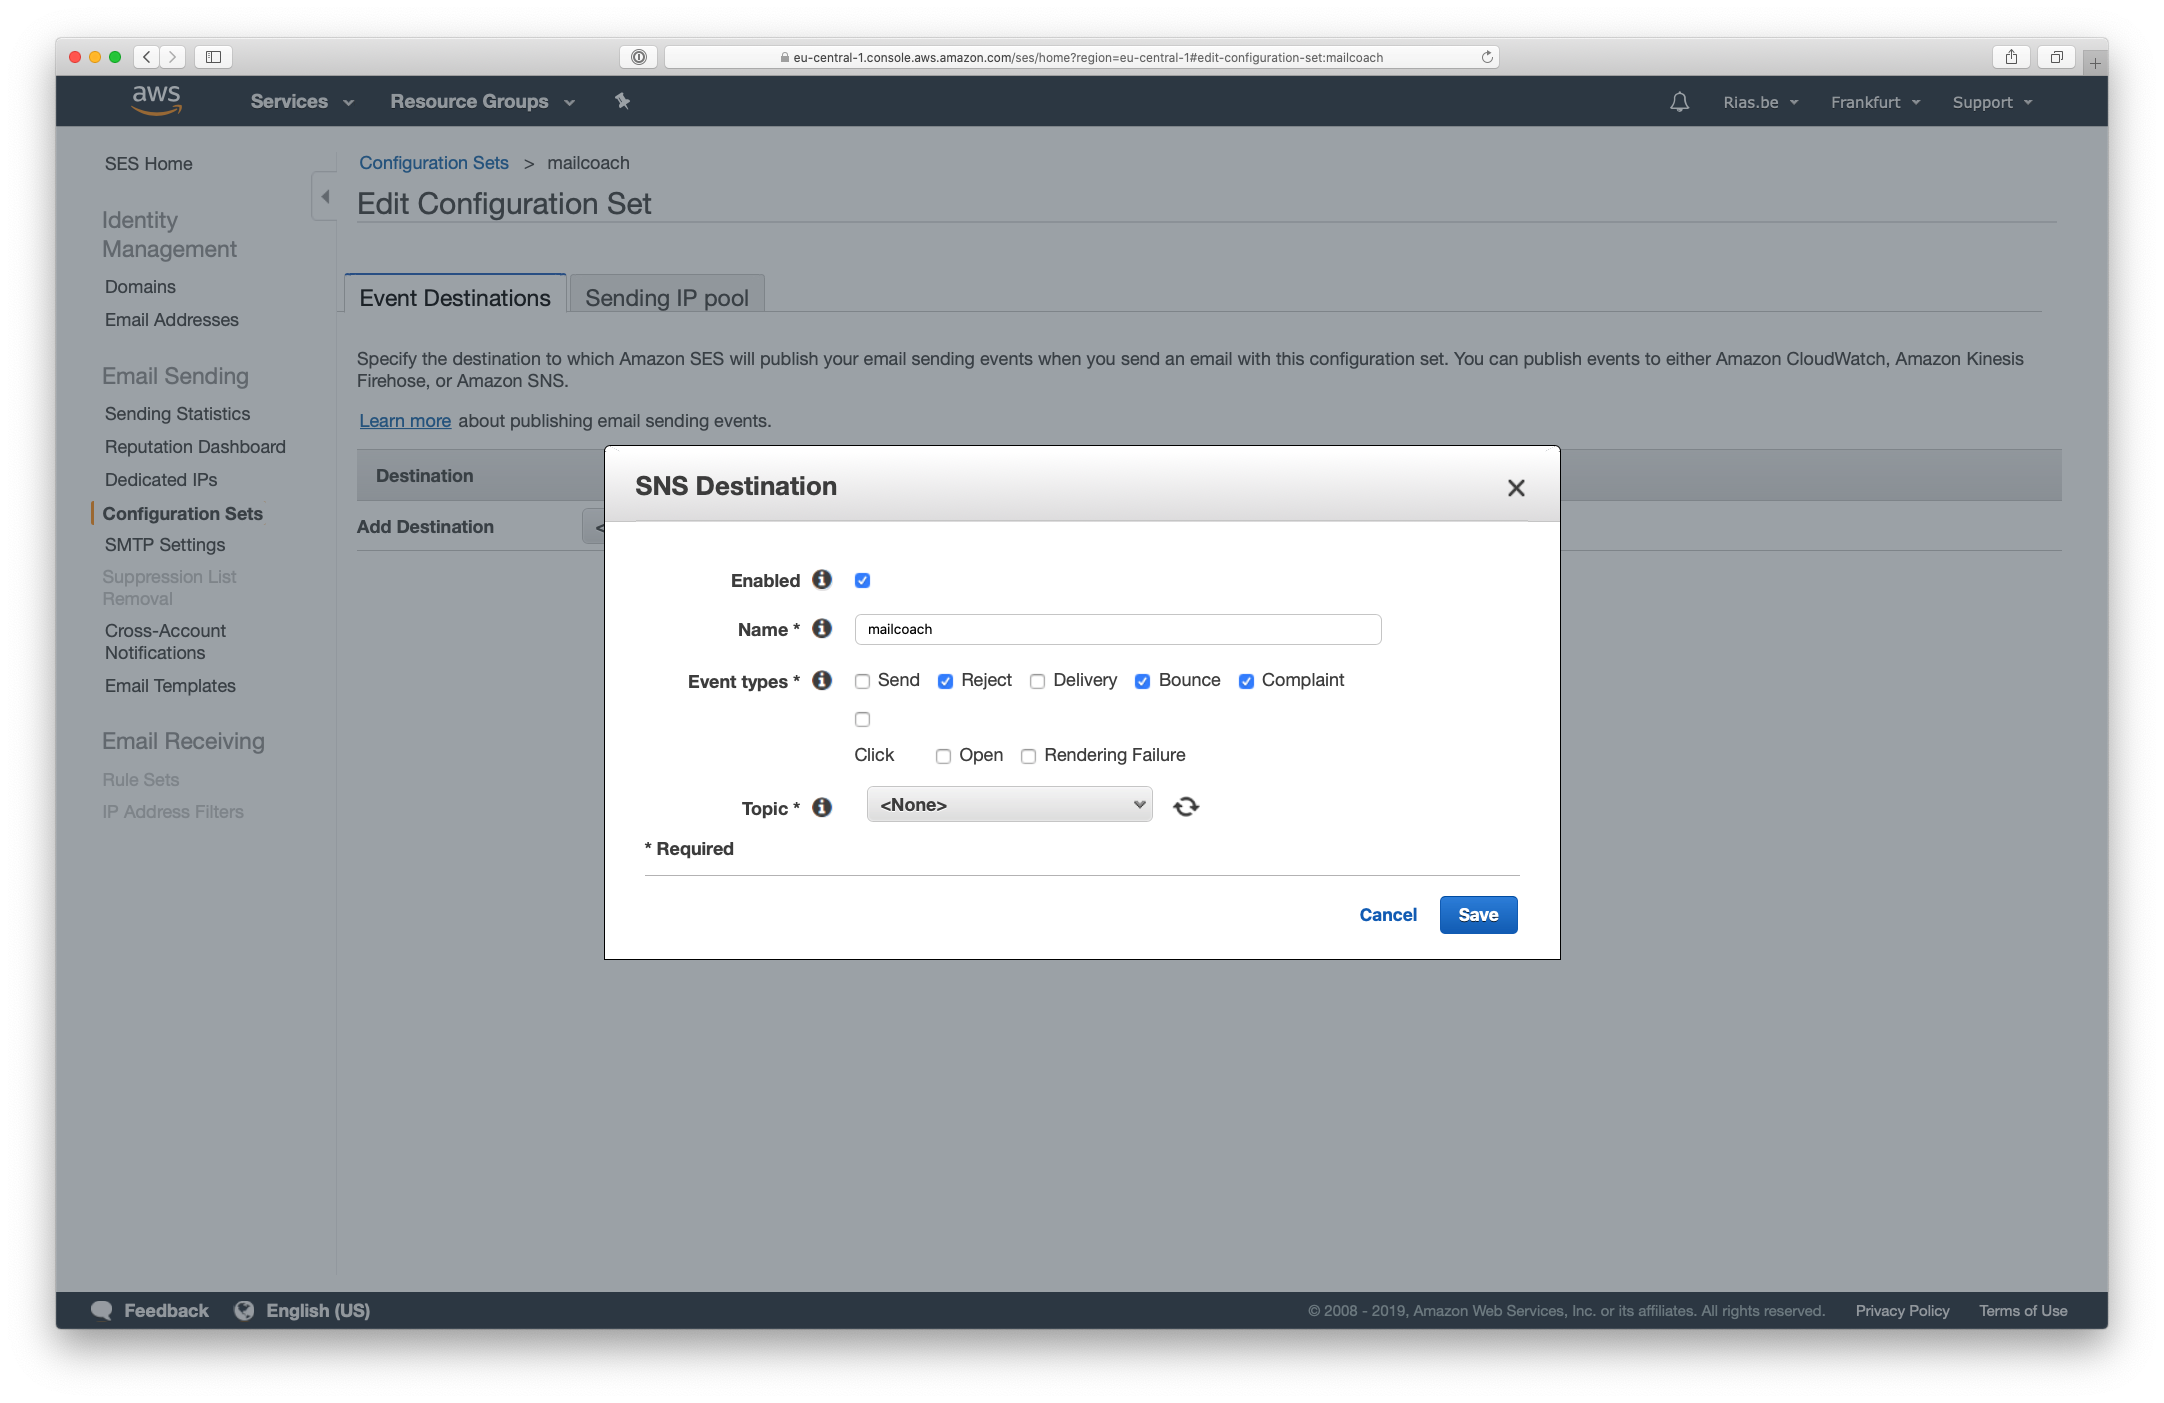 eu-central-1.console.aws.amazon.com/ses/home?region=eu-central-1#edit-configuration-set:mailcoach
aws
Services
Resource Groups
Rias.be
Frankfurt
Support
SES Home
Identity
Management
Domains
Email Addresses
Email Sending
Sending Statistics
Reputation Dashboard
Dedicated IPs
Configuration Sets
SMTP Settings
Suppression List
Removal
Cross-Account
Notifications
Email Templates
Email Receiving
Rule Sets
IP Address Filters
Configuration Sets > mailcoach
Edit Configuration Set
Event Destinations
Sending IP pool
Specify the destination to which Amazon SES will publish your email sending events when you send an email with this configuration set. You can publish events to either Amazon CloudWatch, Amazon Kinesis
Firehose, or Amazon SNS.
Learn more about publishing email sending events.
Destination
Add Destination <
SNS Destination
Enabled
Name *
mailcoach
Event types * Send Reject Delivery Bounce Complaint
Click Open Rendering Failure
Topic * <None>
* Required
Cancel
Save
Feedback
English (US)
© 2008 - 2019, Amazon Web Services, Inc. or its affiliates. All rights reserved.
Privacy Policy
Terms of Use